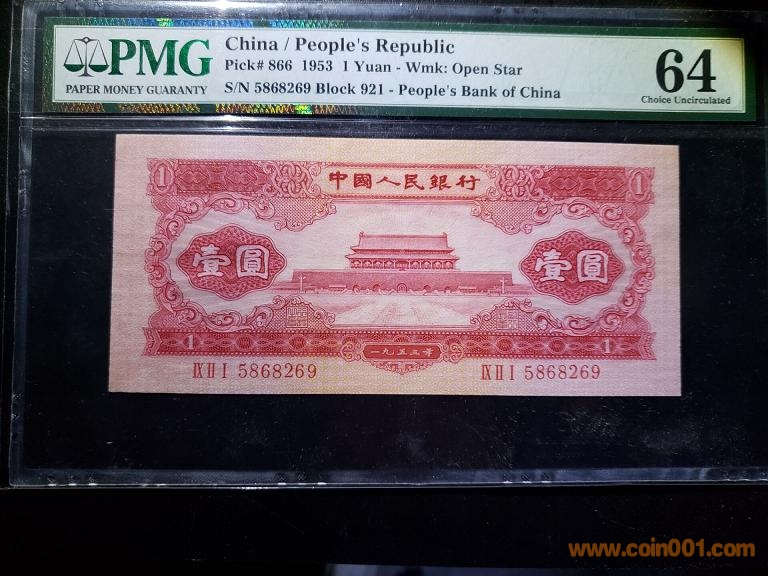 PMG
PAPER MONEY GUARANTY
China / People's Republic
Pick# 866 1953 1 Yuan - Wmk: Open Star
S/N 5868269 Block 921 - People's Bank of China
64
Choice Uncirculated
1 中國人民銀行 1
壹圓 壹圓
1 一九五三年 1
IX II I 5868269 IX II I 5868269
www.coin001.com